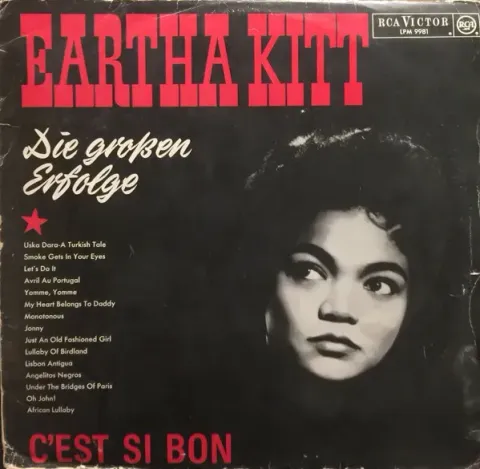 EARTHA KITT
RCA VICTOR
LPM 9981
RCA
Die großen
Erfolge
Uska Dara-A Turkish Tale
Smoke Gets In Your Eyes
Let's Do It
Avril Au Portugal
Yomme, Yomme
My Heart Belongs To Daddy
Monotonous
Jonny
Just An Old Fashioned Girl
Lullaby Of Birdland
Lisbon Antigua
Angelitos Negros
Under The Bridges Of Paris
Oh John!
African Lullaby
C'EST SI BON